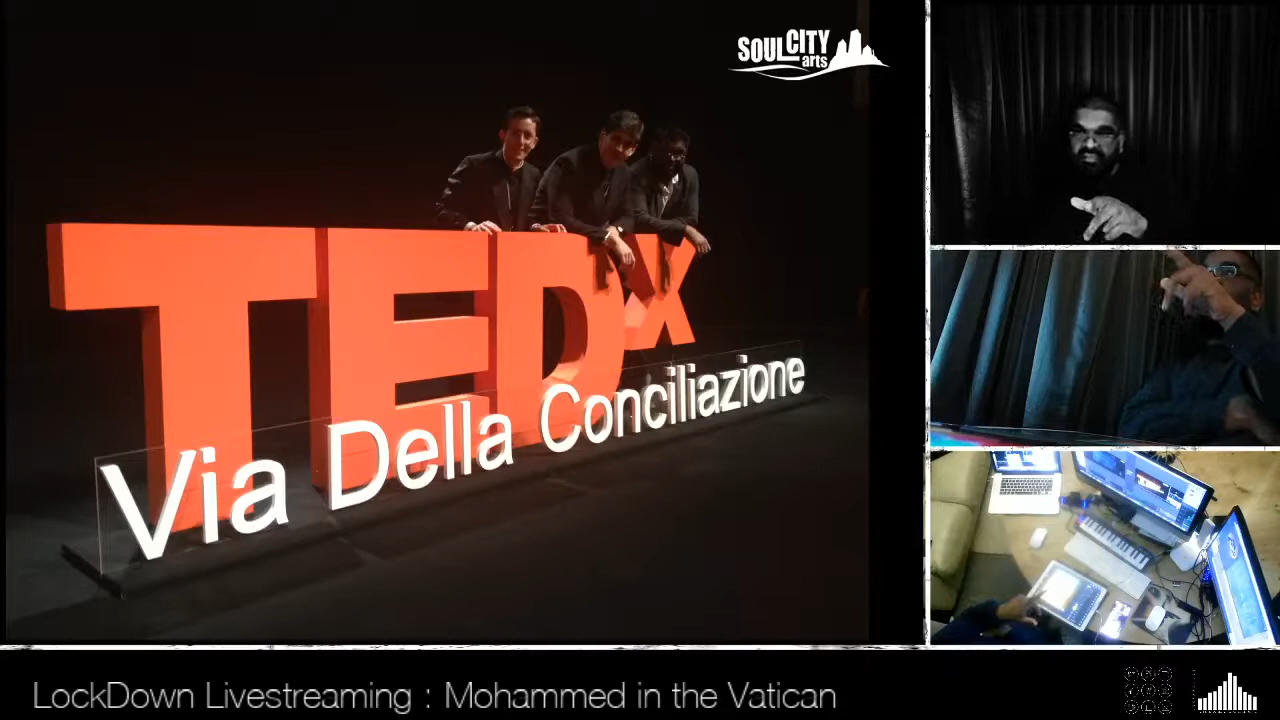 SOUL CITY
arts
TEDx
Via Della Conciliazione
LockDown Livestreaming : Mohammed in the Vatican